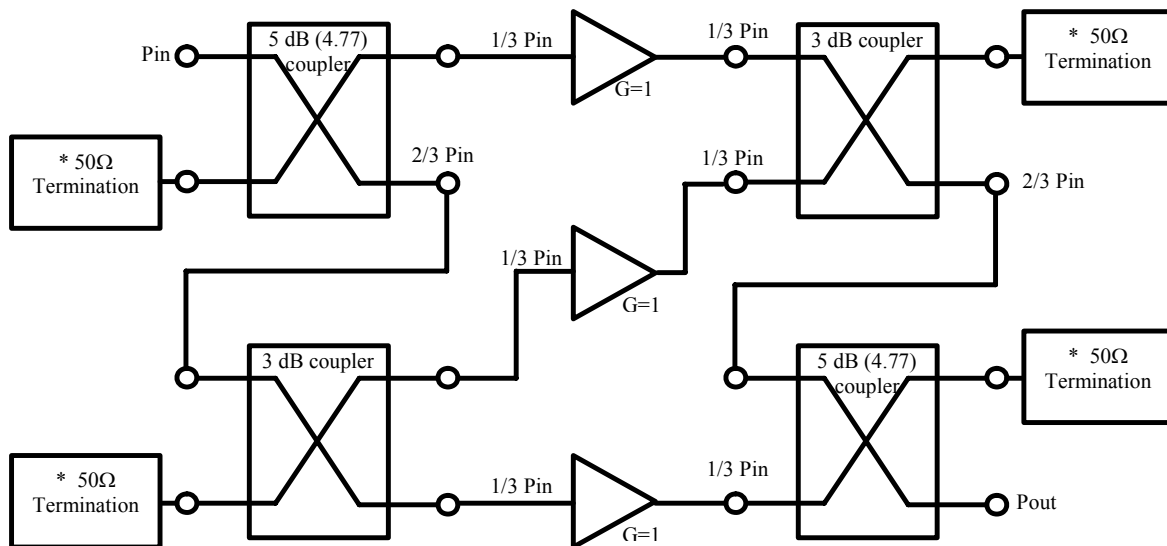 Pin
5 dB (4.77)
coupler
1/3 Pin
G=1
1/3 Pin
3 dB coupler
* 50Ω
Termination
* 50Ω
Termination
2/3 Pin
1/3 Pin
2/3 Pin
1/3 Pin
G=1
3 dB coupler
5 dB (4.77)
coupler
* 50Ω
Termination
* 50Ω
Termination
1/3 Pin
G=1
1/3 Pin
Pout